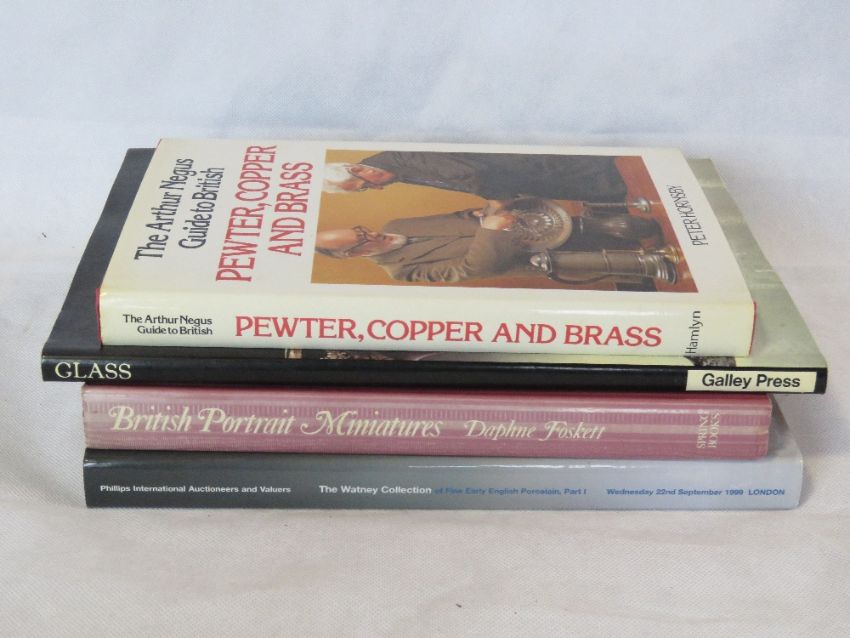 The Arthur Negus
Guide to British
PEWTER, COPPER
AND BRASS
PETER HORNSBY
The Arthur Negus
Guide to British
PEWTER, COPPER AND BRASS
Hamlyn
GLASS
Galley Press
British Portrait Miniatures Daphne Foskett
SPRING
BOOKS
Phillips International Auctioneers and Valuers The Watney Collection of Fine Early English Porcelain, Part I Wednesday 22nd September 1999 LONDON